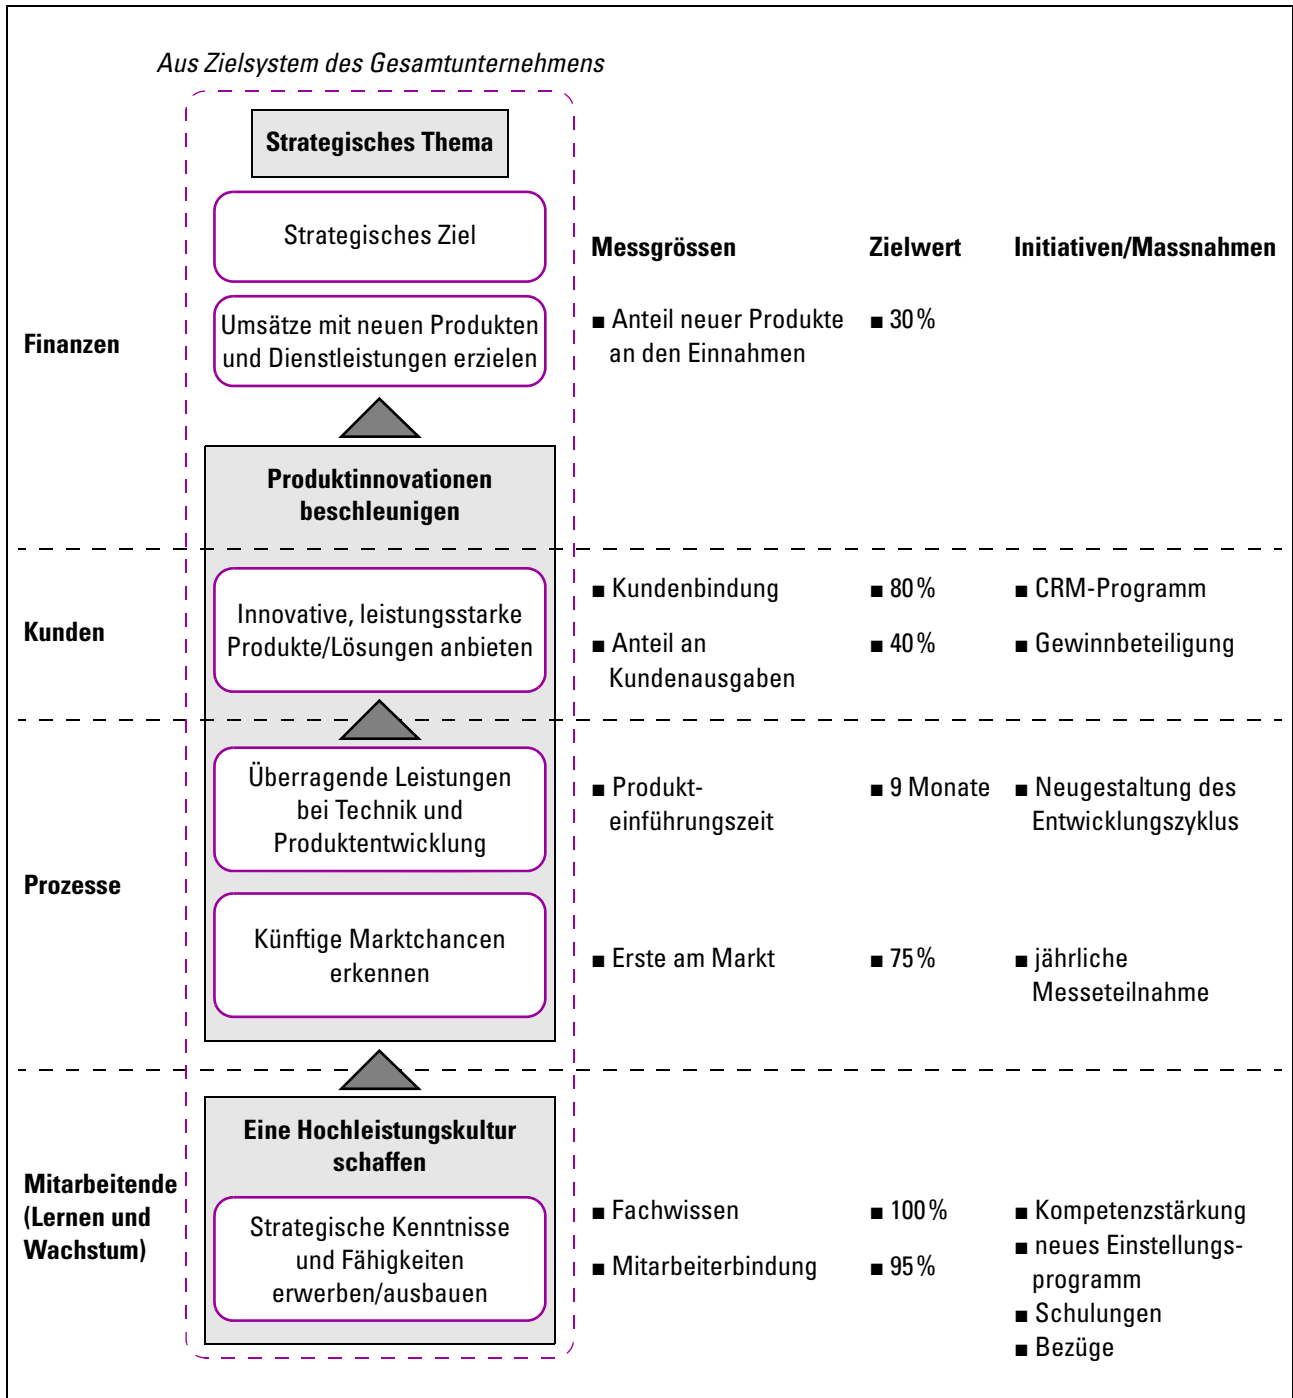 Aus Zielsystem des Gesamtunternehmens
Strategisches Thema
Strategisches Ziel
Messgrössen Zielwert Initiativen/Massnahmen
Finanzen
Umsätze mit neuen Produkten
und Dienstleistungen erzielen
■ Anteil neuer Produkte
an den Einnahmen
■ 30 %
Produktinnovationen
beschleunigen
Kunden
Innovative, leistungsstarke
Produkte/Lösungen anbieten
■ Kundenbindung ■ 80 % ■ CRM-Programm
■ Anteil an
Kundenausgaben
■ 40 % ■ Gewinnbeteiligung
Prozesse
Überragende Leistungen
bei Technik und
Produktentwicklung
■ Produkt-
einführungszeit
■ 9 Monate
■ Neugestaltung des
Entwicklungszyklus
Künftige Marktchancen
erkennen
■ Erste am Markt ■ 75 %
■ jährliche
Messeteilnahme
Eine Hochleistungskultur
schaffen
Mitarbeitende
(Lernen und
Wachstum)
Strategische Kenntnisse
und Fähigkeiten
erwerben/ausbauen
■ Fachwissen ■ 100 %
■ Mitarbeiterbindung ■ 95 %
■ Kompetenzstärkung
■ neues Einstellungs-
programm
■ Schulungen
■ Bezüge